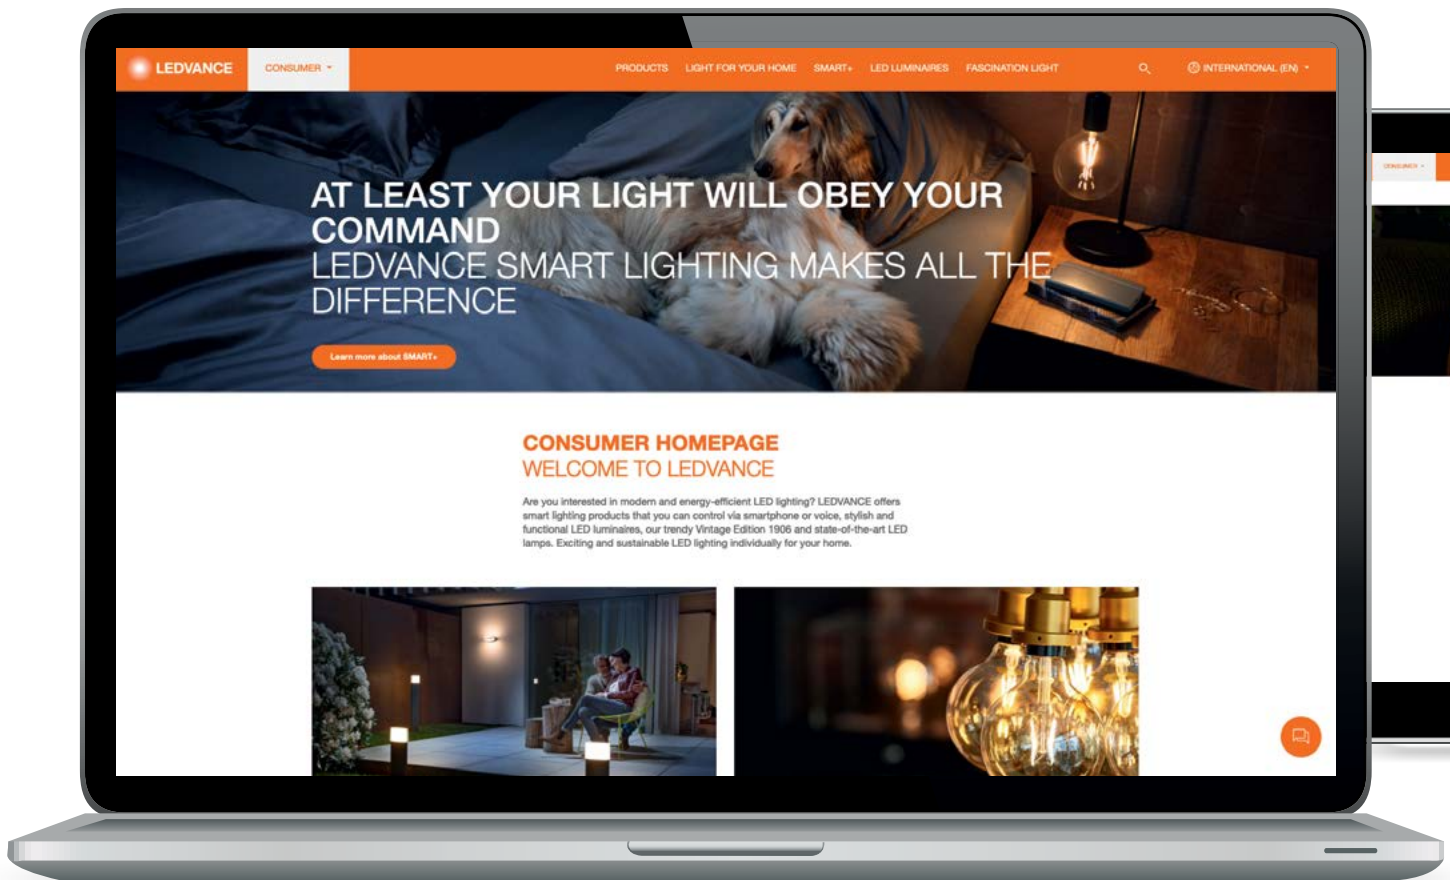 LEDVANCE
CONSUMER
PRODUCTS
LIGHT FOR YOUR HOME
SMART+
LED LUMINAIRES
FASCINATION LIGHT
INTERNATIONAL (EN)
AT LEAST YOUR LIGHT WILL OBEY YOUR
COMMAND
LEDVANCE SMART LIGHTING MAKES ALL THE
DIFFERENCE
Learn more about SMART+
CONSUMER HOMEPAGE
WELCOME TO LEDVANCE
Are you interested in modern and energy-efficient LED lighting? LEDVANCE offers
smart lighting products that you can control via smartphone or voice, stylish and
functional LED luminaires, our trendy Vintage Edition 1906 and state-of-the-art LED
lamps. Exciting and sustainable LED lighting individually for your home.
CONSUMER